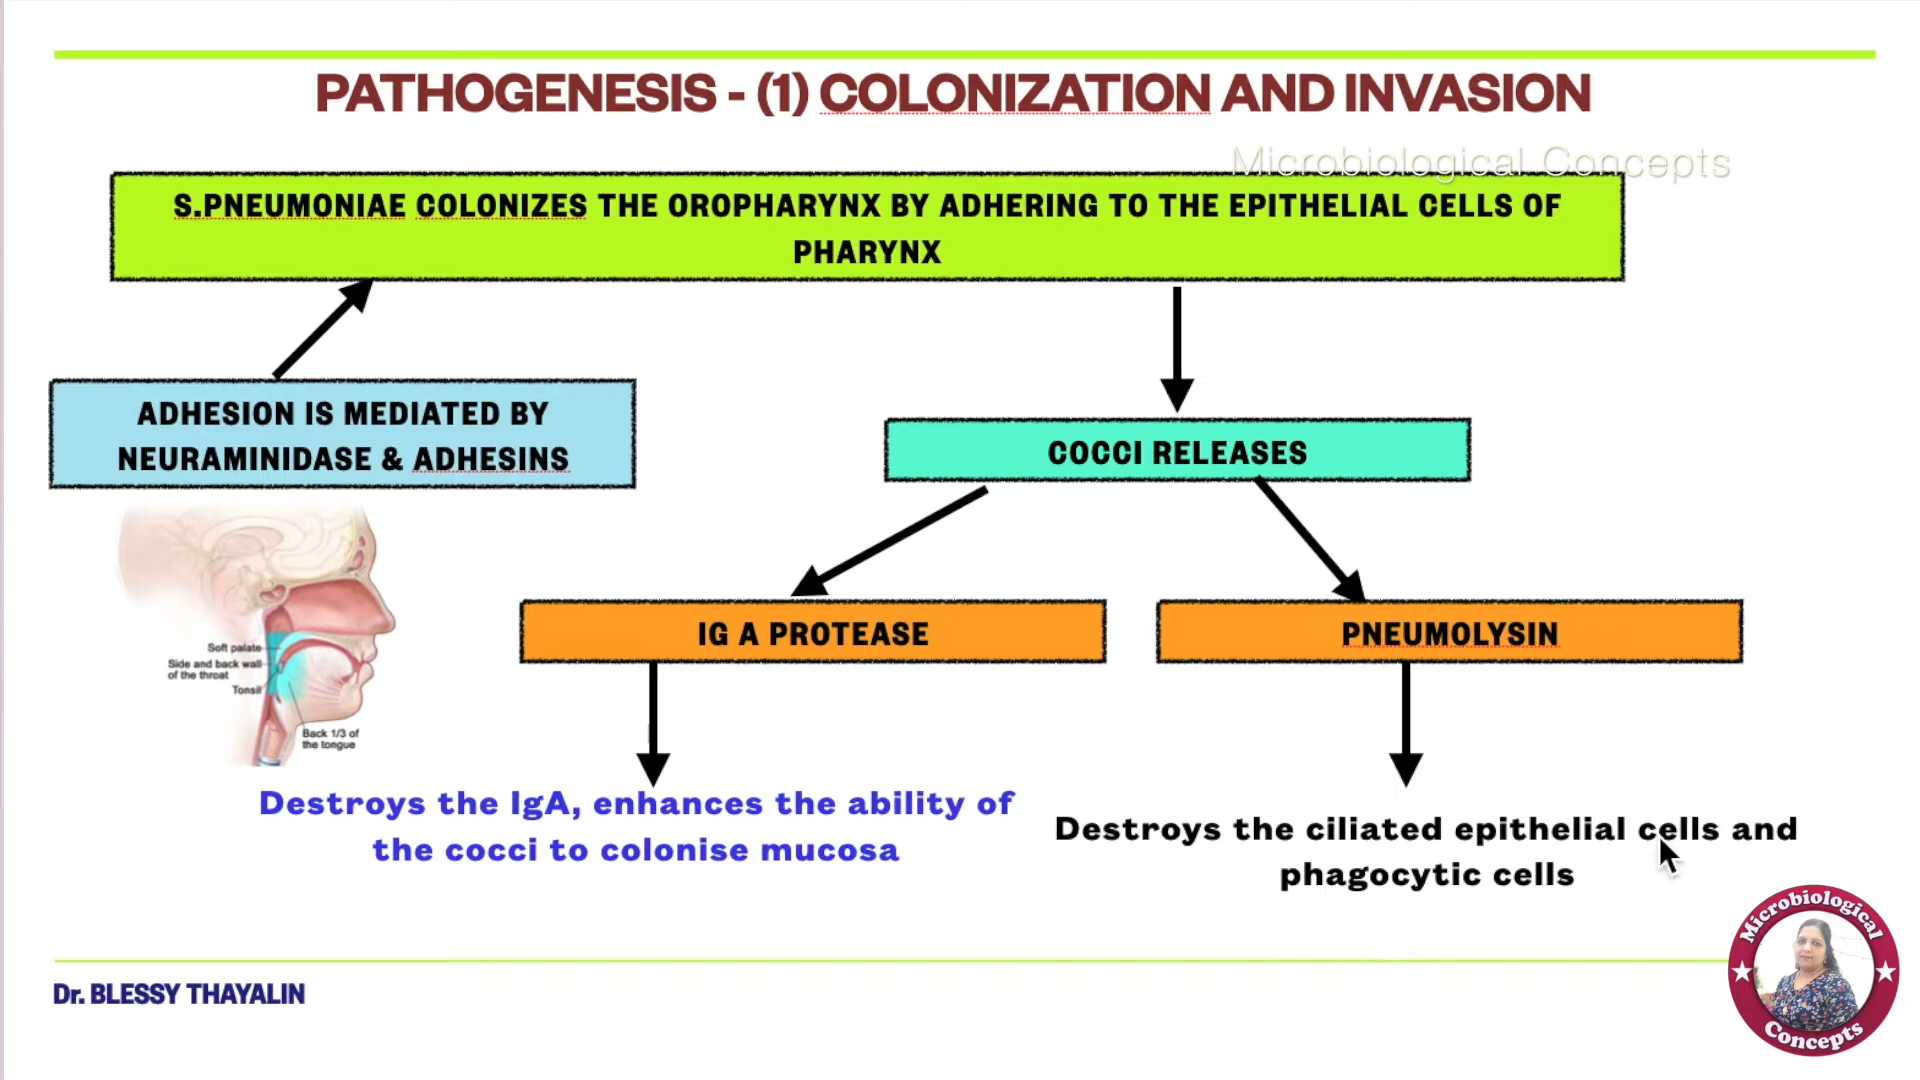 PATHOGENESIS - (1) COLONIZATION AND INVASION
Microbiological Concepts
S.PNEUMONIAE COLONIZES THE OROPHARYNX BY ADHERING TO THE EPITHELIAL CELLS OF
PHARYNX
ADHESION IS MEDIATED BY
NEURAMINIDASE & ADHESINS
COCCI RELEASES
IG A PROTEASE
PNEUMOLYSIN
Soft palate
Side and back wall
of the throat
Tonsil
Back 1/3 of
the tongue
Destroys the IgA, enhances the ability of
the cocci to colonise mucosa
Destroys the ciliated epithelial cells and
phagocytic cells
Dr. BLESSY THAYALIN
Microbiological
Concepts